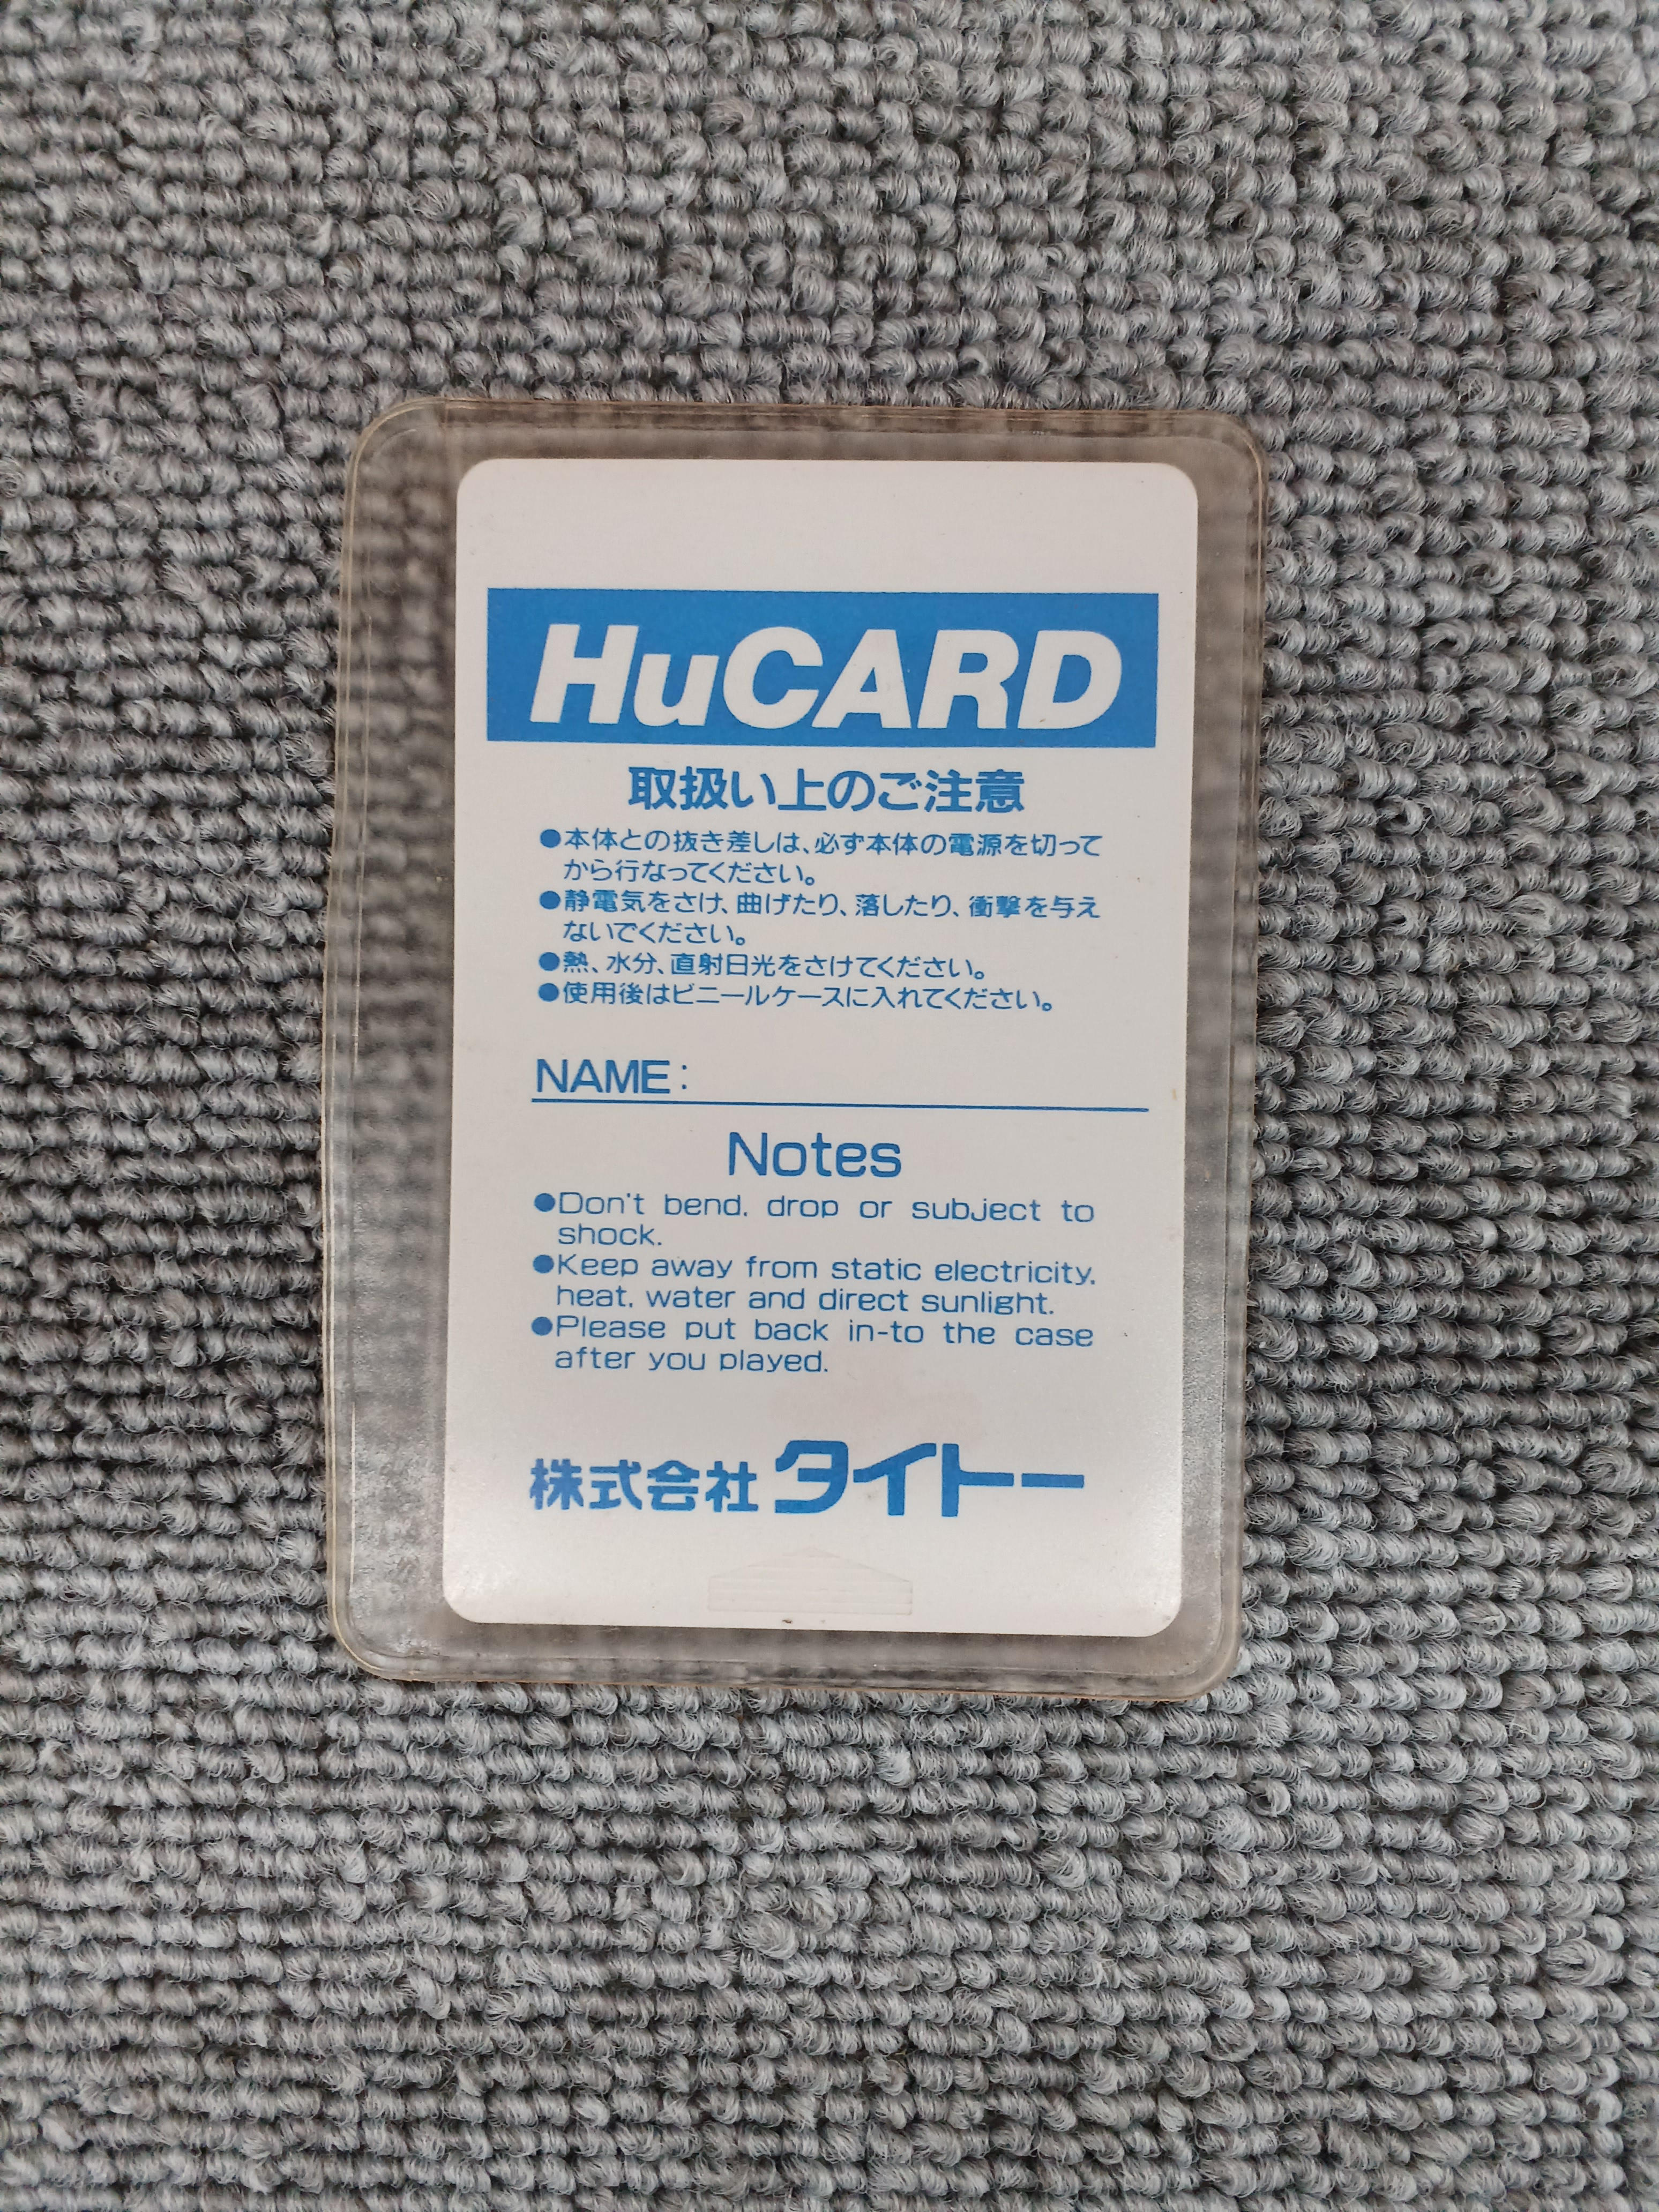 HuCARD
取扱い上のご注意
●本体との抜き差しは、必ず本体の電源を切って
から行なってください。
●静電気をさけ、曲げたり、落したり、衝撃を与え
ないでください。
●熱、水分、直射日光をさけてください。
●使用後はビニールケースに入れてください。
NAME:
Notes
●Don't bend, drop or subject to
shock.
●Keep away from static electricity,
heat, water and direct sunlight.
●Please put back in-to the case
after you played.
株式会社タイトー